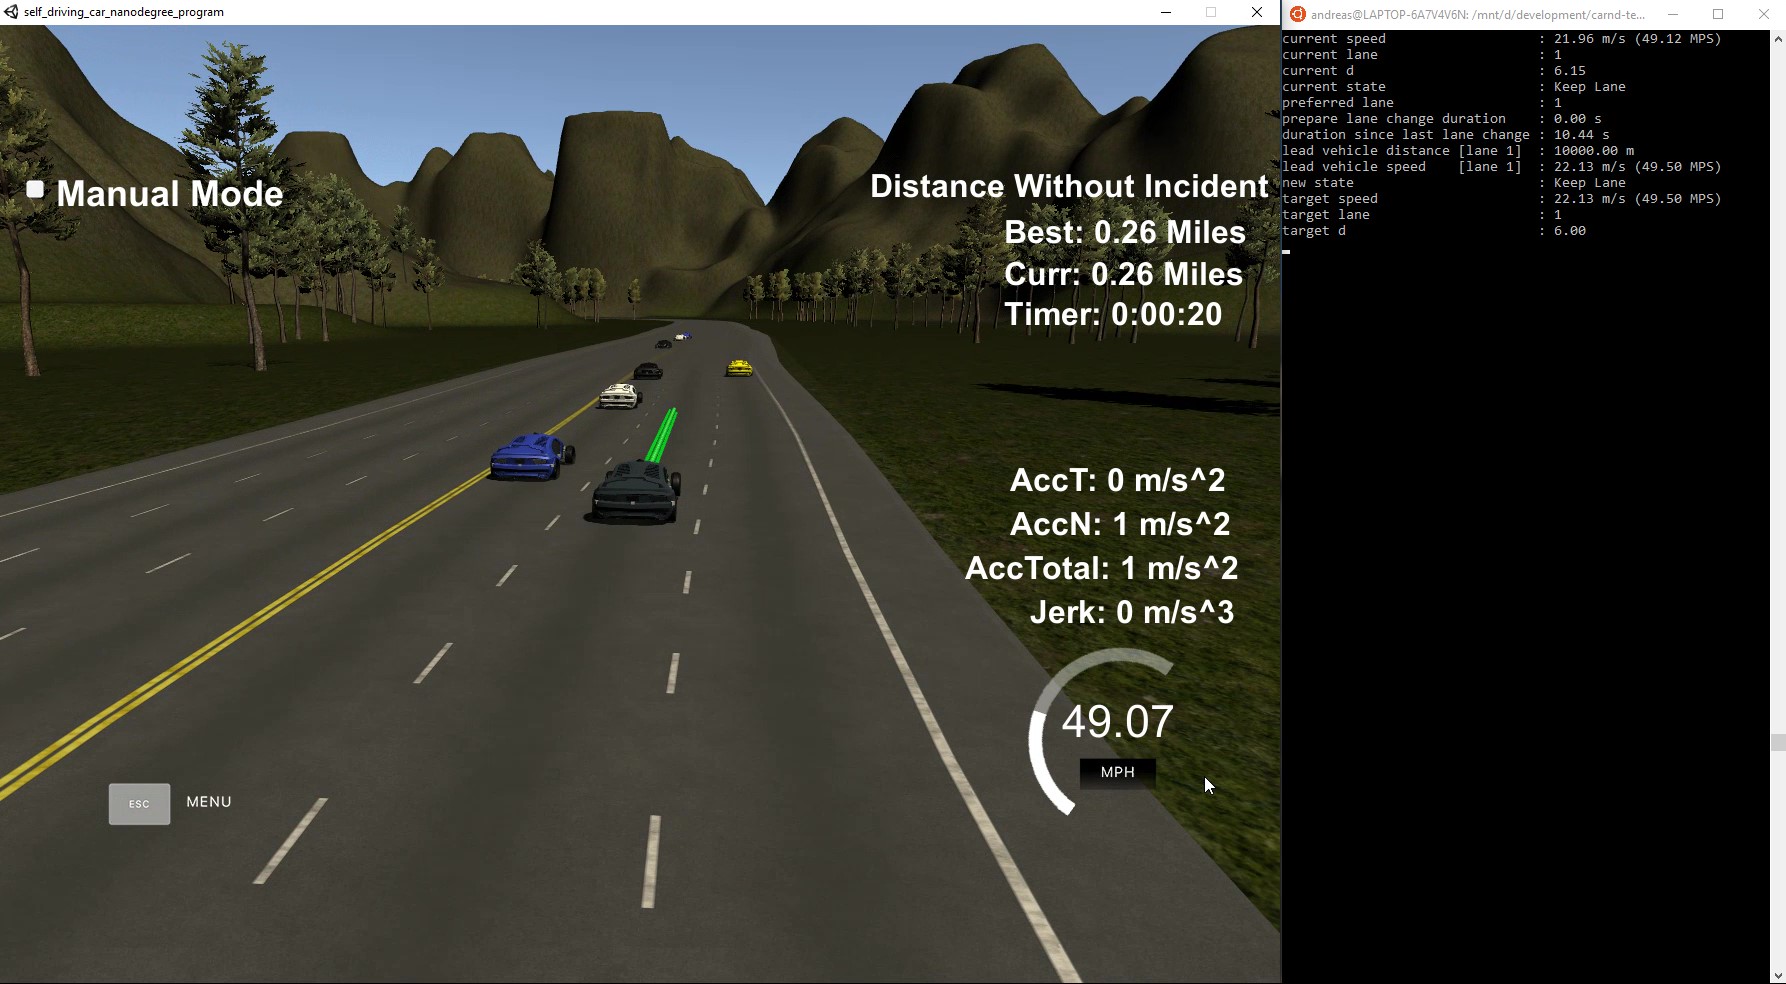 self_driving_car_nanodegree_program
Manual Mode
Distance Without Incident
Best: 0.26 Miles
Curr: 0.26 Miles
Timer: 0:00:20
AccT: 0 m/s^2
AccN: 1 m/s^2
AccTotal: 1 m/s^2
Jerk: 0 m/s^3
49.07
MPH
ESC MENU
andreas@LAPTOP-6A7V4V6N: /mnt/d/development/carnd-te...
current speed : 21.96 m/s (49.12 MPS)
current lane : 1
current d : 6.15
current state : Keep Lane
preferred lane : 1
prepare lane change duration : 0.00 s
duration since last lane change : 10.44 s
lead vehicle distance [lane 1] : 10000.00 m
lead vehicle speed [lane 1] : 22.13 m/s (49.50 MPS)
new state : Keep Lane
target speed : 22.13 m/s (49.50 MPS)
target lane : 1
target d : 6.00